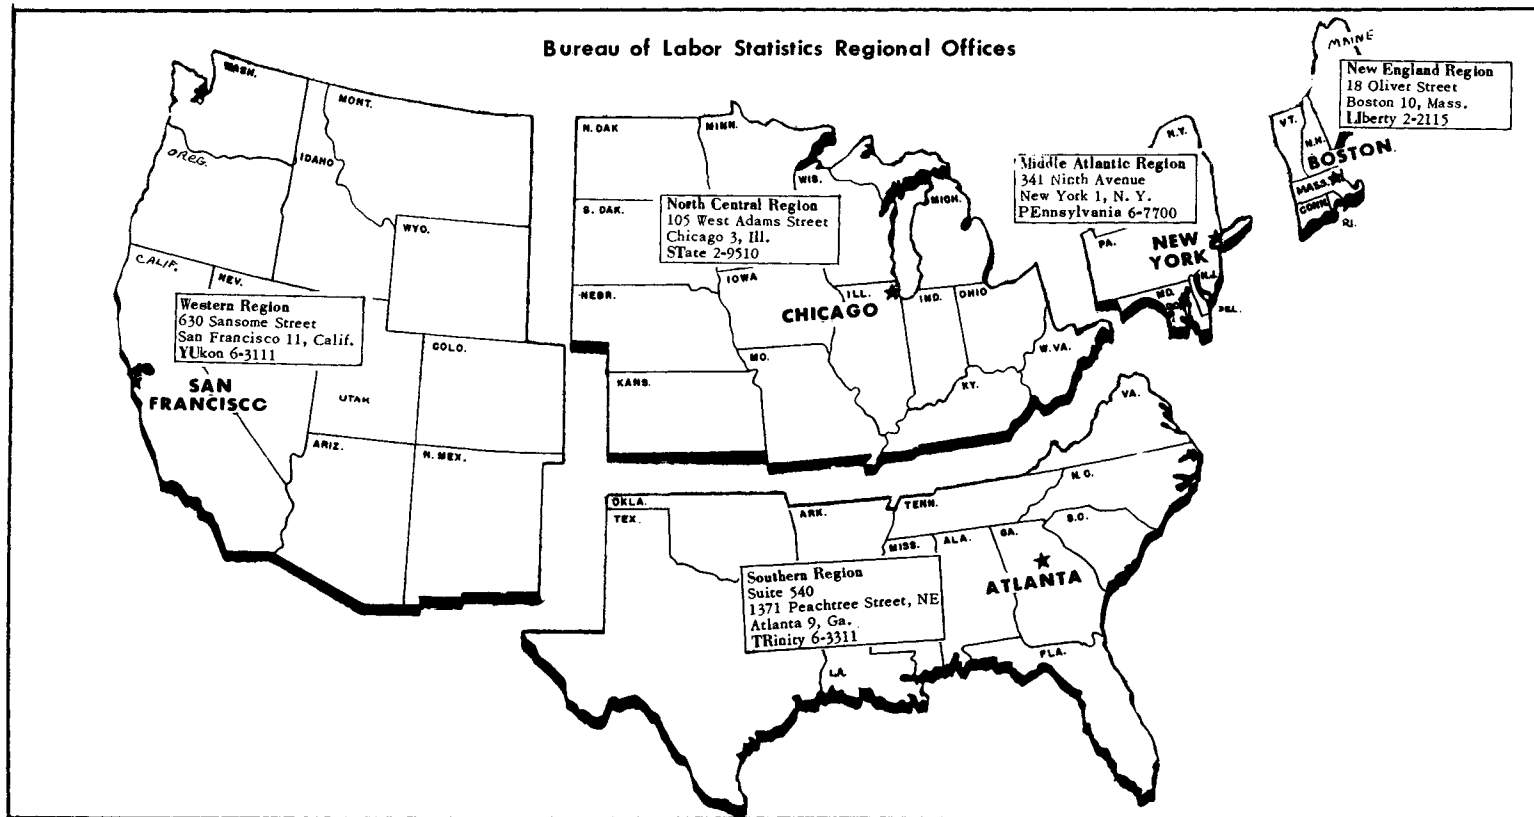 Bureau of Labor Statistics Regional Offices
MAINE
New England Region
18 Oliver Street
Boston 10, Mass.
LIberty 2-2115
WASH.
MONT.
N. DAK
MINN.
N.Y.
VT.
N.H.
BOSTON
OREG.
IDAHO
WIS.
Middle Atlantic Region
341 Ninth Avenue
New York 1, N. Y.
PEnnsylvania 6-7700
MASS.
CONN.
R.I.
S. DAK.
North Central Region
105 West Adams Street
Chicago 3, Ill.
STate 2-9510
MICH.
WYO.
PA.
NEW
YORK
CALIF.
NEV.
IOWA
N.J.
Western Region
630 Sansome Street
San Francisco 11, Calif.
YUkon 6-3111
NEBR.
ILL.
IND.
OHIO
MD.
DEL.
CHICAGO
COLO.
MO.
W. VA.
SAN
FRANCISCO
UTAH
KANS.
KY.
VA.
ARIZ.
N. MEX.
N. C.
OKLA.
TEX.
ARK.
TENN.
S.C.
MISS.
ALA.
GA.
Southern Region
Suite 540
1371 Peachtree Street, NE
Atlanta 9, Ga.
TRinity 6-3311
ATLANTA
LA.
FLA.